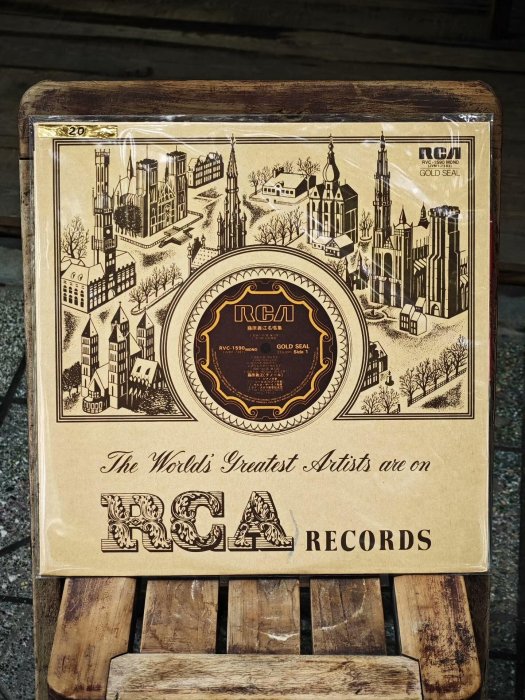 20
RCA
RVC-1590 MONO
GOLD SEAL
RCA
RVC-1590 MONO
GOLD SEAL
Side 1
The World's Greatest Artists are on
RCA RECORDS